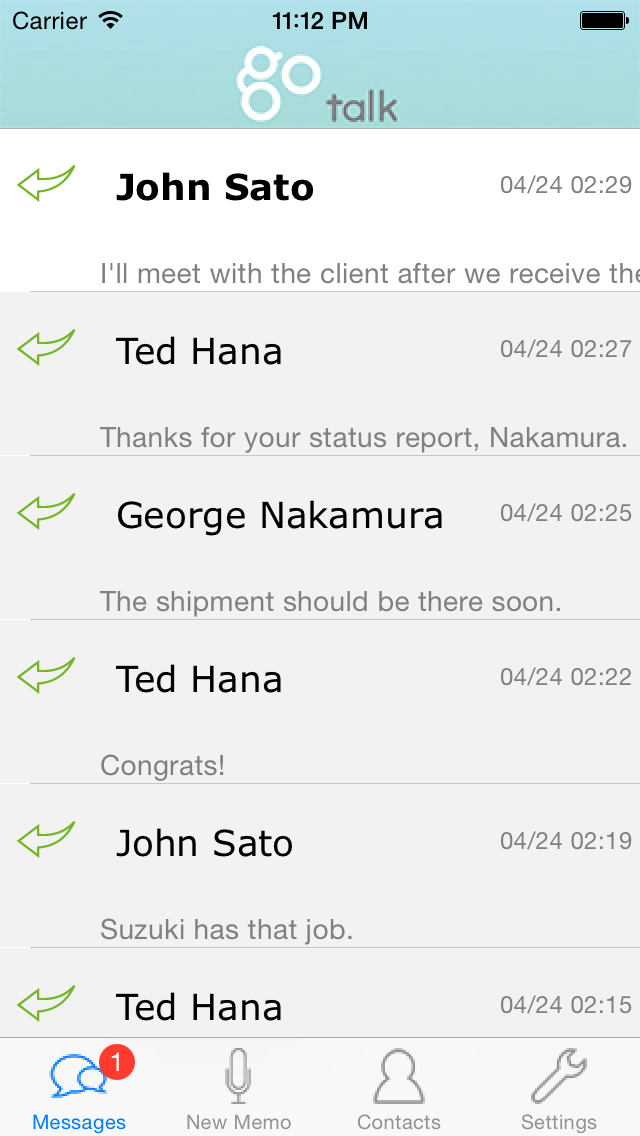 Carrier 11:12 PM
go talk
John Sato 04/24 02:29
I'll meet with the client after we receive the
Ted Hana 04/24 02:27
Thanks for your status report, Nakamura.
George Nakamura 04/24 02:25
The shipment should be there soon.
Ted Hana 04/24 02:22
Congrats!
John Sato 04/24 02:19
Suzuki has that job.
Ted Hana 04/24 02:15
1
Messages New Memo Contacts Settings